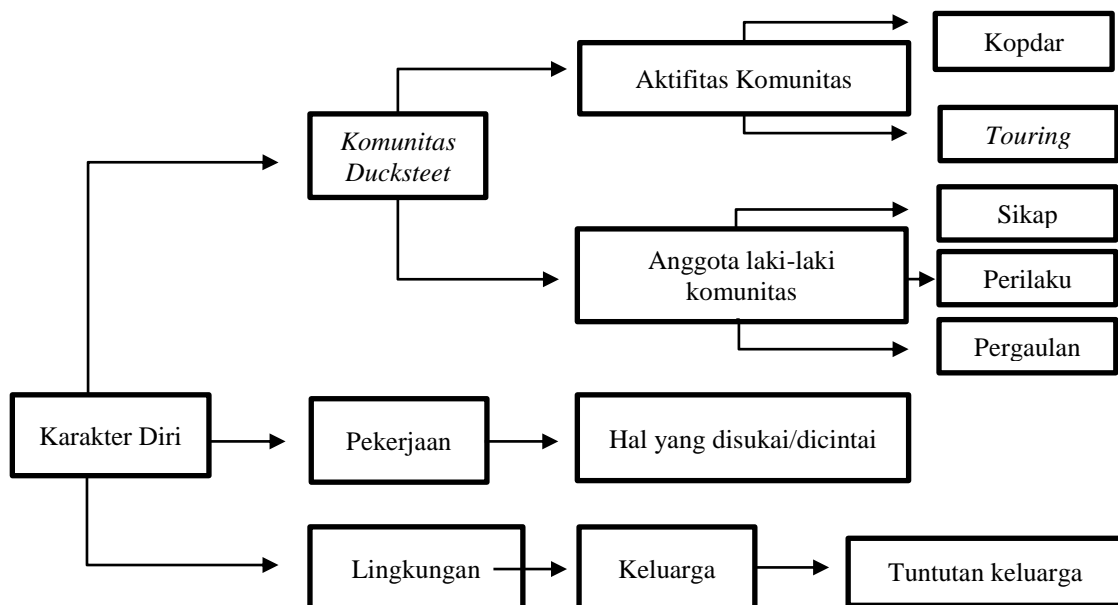 Kopdar
Aktifitas Komunitas
Komunitas
Ducksteet
Touring
Sikap
Anggota laki-laki
komunitas
Perilaku
Pergaulan
Karakter Diri
Pekerjaan
Hal yang disukai/dicintai
Lingkungan
Keluarga
Tuntutan keluarga